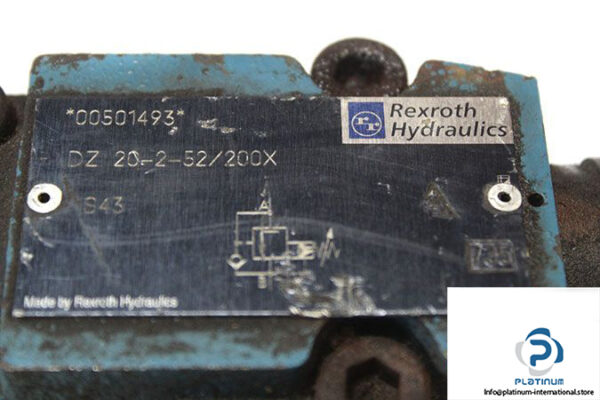 *00501493*
Rexroth
Hydraulics
DZ 20-2-52/200X
S43
A
B
Made by Rexroth Hydraulics
PLATINUM
Info@platinum-international.store